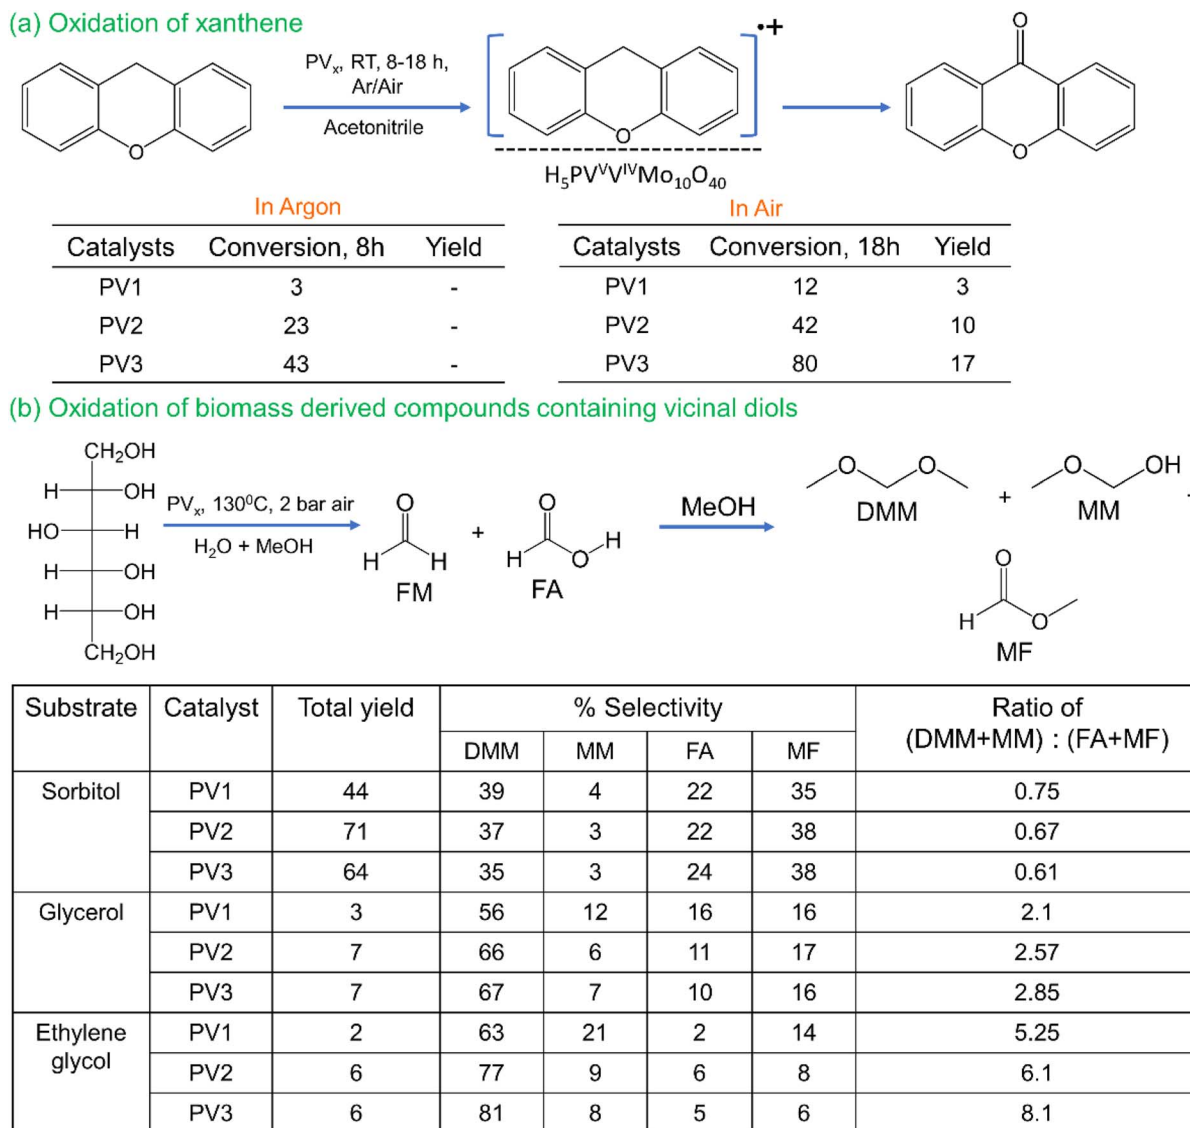 (a) Oxidation of xanthene
PVₓ, RT, 8-18 h,
Ar/Air
Acetonitrile
O
•+
O
H₅PVⱽVᴵⱽMo₁₀O₄₀
O
O
In Argon
Catalysts Conversion, 8h Yield
PV1 3 -
PV2 23 -
PV3 43 -
In Air
Catalysts Conversion, 18h Yield
PV1 12 3
PV2 42 10
PV3 80 17
(b) Oxidation of biomass derived compounds containing vicinal diols
CH₂OH
H OH
HO H
H OH
H OH
CH₂OH
PVₓ, 130⁰C, 2 bar air
H₂O + MeOH
O
H H
FM
+
O
H O H
FA
MeOH
O O
DMM
+
O OH
MM
+
O
H O
MF
Substrate Catalyst Total yield % Selectivity Ratio of
(DMM+MM) : (FA+MF)
DMM MM FA MF
Sorbitol PV1 44 39 4 22 35 0.75
PV2 71 37 3 22 38 0.67
PV3 64 35 3 24 38 0.61
Glycerol PV1 3 56 12 16 16 2.1
PV2 7 66 6 11 17 2.57
PV3 7 67 7 10 16 2.85
Ethylene
glycol PV1 2 63 21 2 14 5.25
PV2 6 77 9 6 8 6.1
PV3 6 81 8 5 6 8.1